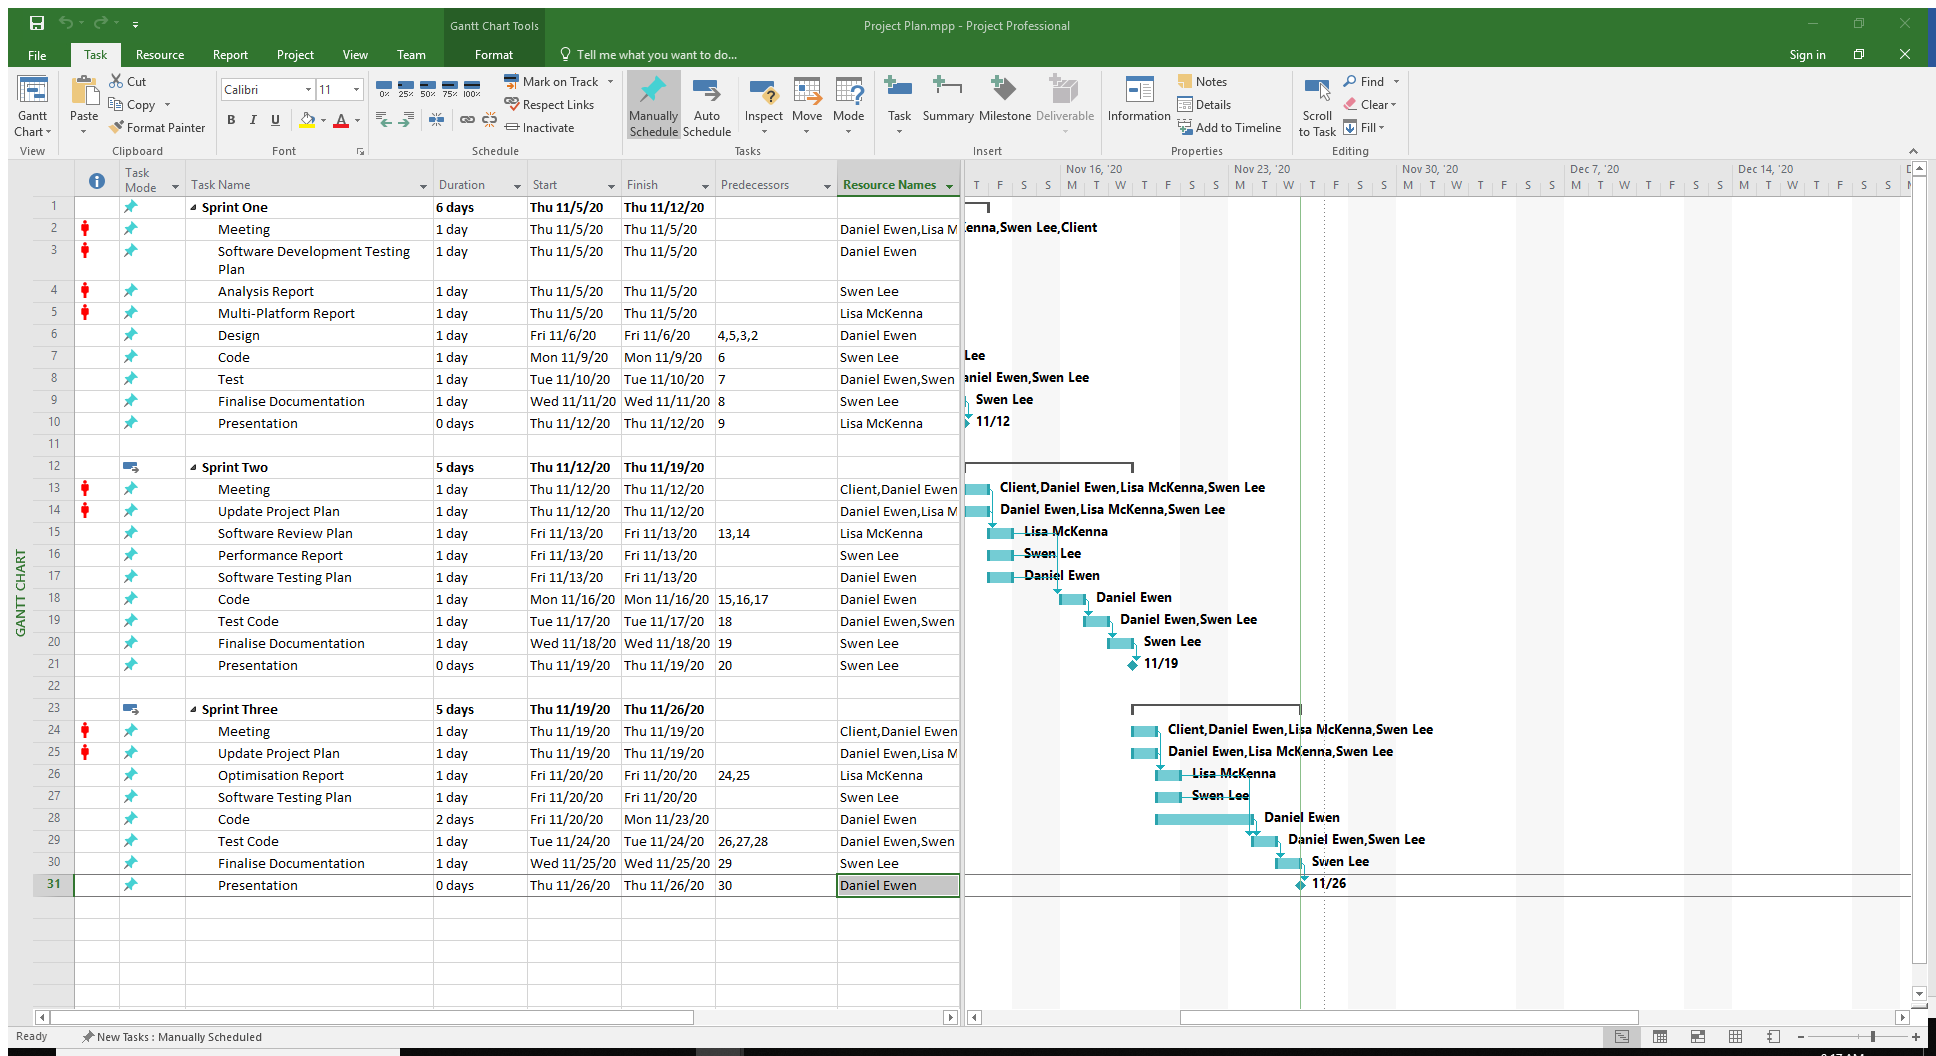 Gantt Chart Tools
Project Plan.mpp - Project Professional
File Task Resource Report Project View Team Format Tell me what you want to do... Sign in
Gantt Chart
View
Paste
Cut
Copy
Format Painter
Clipboard
Calibri 11
B I U A
Font
0% 25% 50% 75% 100%
Mark on Track
Respect Links
Inactivate
Schedule
Manually Schedule
Auto Schedule
Inspect Move Mode
Tasks
Task Summary Milestone Deliverable
Insert
Information
Notes
Details
Add to Timeline
Properties
Scroll to Task
Find
Clear
Fill
Editing
Task Mode Task Name Duration Start Finish Predecessors Resource Names
1 Sprint One 6 days Thu 11/5/20 Thu 11/12/20
2 Meeting 1 day Thu 11/5/20 Thu 11/5/20 Daniel Ewen,Lisa M
3 Software Development Testing Plan 1 day Thu 11/5/20 Thu 11/5/20 Daniel Ewen
4 Analysis Report 1 day Thu 11/5/20 Thu 11/5/20 Swen Lee
5 Multi-Platform Report 1 day Thu 11/5/20 Thu 11/5/20 Lisa McKenna
6 Design 1 day Fri 11/6/20 Fri 11/6/20 4,5,3,2 Daniel Ewen
7 Code 1 day Mon 11/9/20 Mon 11/9/20 6 Swen Lee
8 Test 1 day Tue 11/10/20 Tue 11/10/20 7 Daniel Ewen,Swen
9 Finalise Documentation 1 day Wed 11/11/20 Wed 11/11/20 8 Swen Lee
10 Presentation 0 days Thu 11/12/20 Thu 11/12/20 9 Lisa McKenna
11
12 Sprint Two 5 days Thu 11/12/20 Thu 11/19/20
13 Meeting 1 day Thu 11/12/20 Thu 11/12/20 Client,Daniel Ewen
14 Update Project Plan 1 day Thu 11/12/20 Thu 11/12/20 Daniel Ewen,Lisa M
15 Software Review Plan 1 day Fri 11/13/20 Fri 11/13/20 13,14 Lisa McKenna
16 Performance Report 1 day Fri 11/13/20 Fri 11/13/20 Swen Lee
17 Software Testing Plan 1 day Fri 11/13/20 Fri 11/13/20 Daniel Ewen
18 Code 1 day Mon 11/16/20 Mon 11/16/20 15,16,17 Daniel Ewen
19 Test Code 1 day Tue 11/17/20 Tue 11/17/20 18 Daniel Ewen,Swen
20 Finalise Documentation 1 day Wed 11/18/20 Wed 11/18/20 19 Swen Lee
21 Presentation 0 days Thu 11/19/20 Thu 11/19/20 20 Swen Lee
22
23 Sprint Three 5 days Thu 11/19/20 Thu 11/26/20
24 Meeting 1 day Thu 11/19/20 Thu 11/19/20 Client,Daniel Ewen
25 Update Project Plan 1 day Thu 11/19/20 Thu 11/19/20 Daniel Ewen,Lisa M
26 Optimisation Report 1 day Fri 11/20/20 Fri 11/20/20 24,25 Lisa McKenna
27 Software Testing Plan 1 day Fri 11/20/20 Fri 11/20/20 Swen Lee
28 Code 2 days Fri 11/20/20 Mon 11/23/20 Daniel Ewen
29 Test Code 1 day Tue 11/24/20 Tue 11/24/20 26,27,28 Daniel Ewen,Swen
30 Finalise Documentation 1 day Wed 11/25/20 Wed 11/25/20 29 Swen Lee
31 Presentation 0 days Thu 11/26/20 Thu 11/26/20 30 Daniel Ewen
GANTT CHART
Nov 16, '20 Nov 23, '20 Nov 30, '20 Dec 7, '20 Dec 14, '20
T F S S M T W T F S S M T W T F S S M T W T F S S M T W T F S S M T W T F S S
enna,Swen Lee,Client
Lee
aniel Ewen,Swen Lee
Swen Lee
11/12
Client,Daniel Ewen,Lisa McKenna,Swen Lee
Daniel Ewen,Lisa McKenna,Swen Lee
Lisa McKenna
Swen Lee
Daniel Ewen
Daniel Ewen
Daniel Ewen,Swen Lee
Swen Lee
11/19
Client,Daniel Ewen,Lisa McKenna,Swen Lee
Daniel Ewen,Lisa McKenna,Swen Lee
Lisa McKenna
Swen Lee
Daniel Ewen
Daniel Ewen,Swen Lee
Swen Lee
11/26
Ready New Tasks : Manually Scheduled